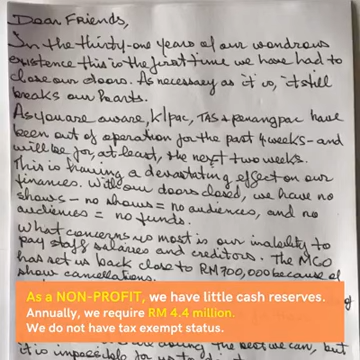 Dear Friends,
In the thirty-one years of our wondrous
existence this is the first time we have had to
close our doors. As necessary as it is, it still
breaks our hearts.
As you are aware, klpac, TAS & penangpac have
been out of operation for the past 4 weeks - and
will be for, at least, the next two weeks.
This is having a devastating effect on our
finances. With our doors closed, we have no
shows - no shows = no audiences, and no
audiences = no funds.
What concerns us most is our inability to
pay staff salaries and creditors. The MCO
has set us back close to RM700,000 because of
show cancellations.
As a NON-PROFIT, we have little cash reserves.
Annually, we require RM 4.4 million.
We do not have tax exempt status.
the best we can, but
it is impossible for us to